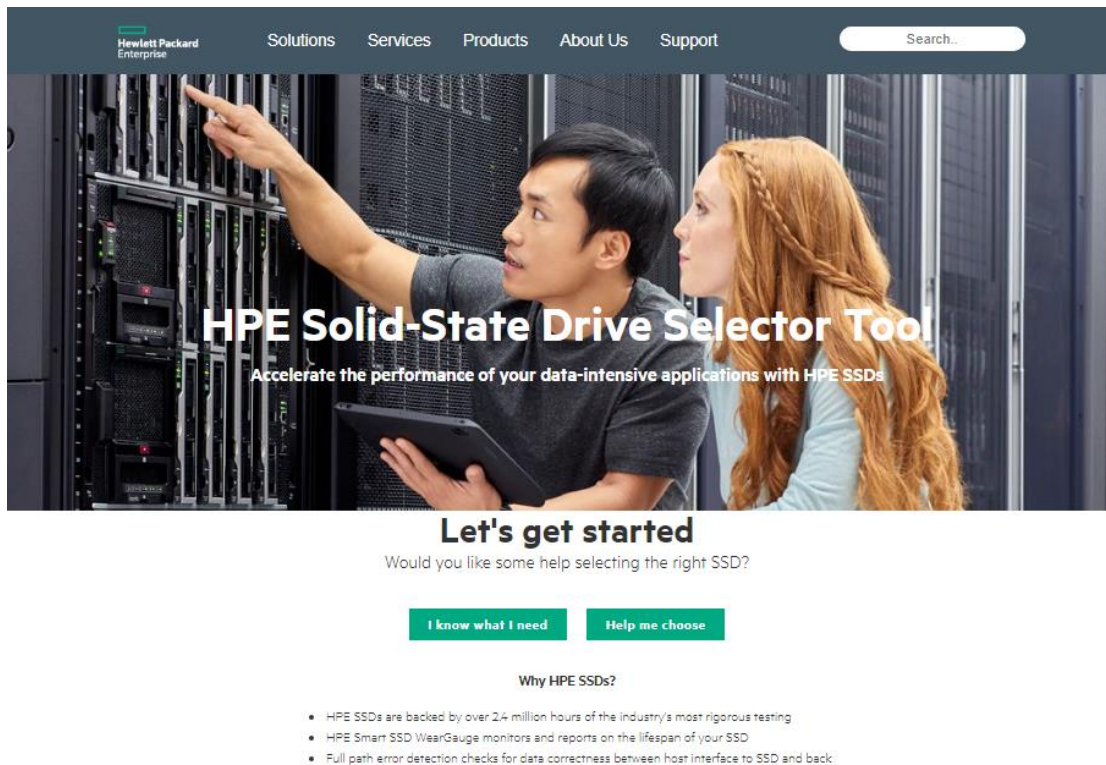 Hewlett Packard
Enterprise
Solutions Services Products About Us Support
Search..
HPE Solid-State Drive Selector Tool
Accelerate the performance of your data-intensive applications with HPE SSDs
Let's get started
Would you like some help selecting the right SSD?
I know what I need Help me choose
Why HPE SSDs?
• HPE SSDs are backed by over 2.4 million hours of the industry's most rigorous testing
• HPE Smart SSD WearGauge monitors and reports on the lifespan of your SSD
• Full path error detection checks for data correctness between host interface to SSD and back